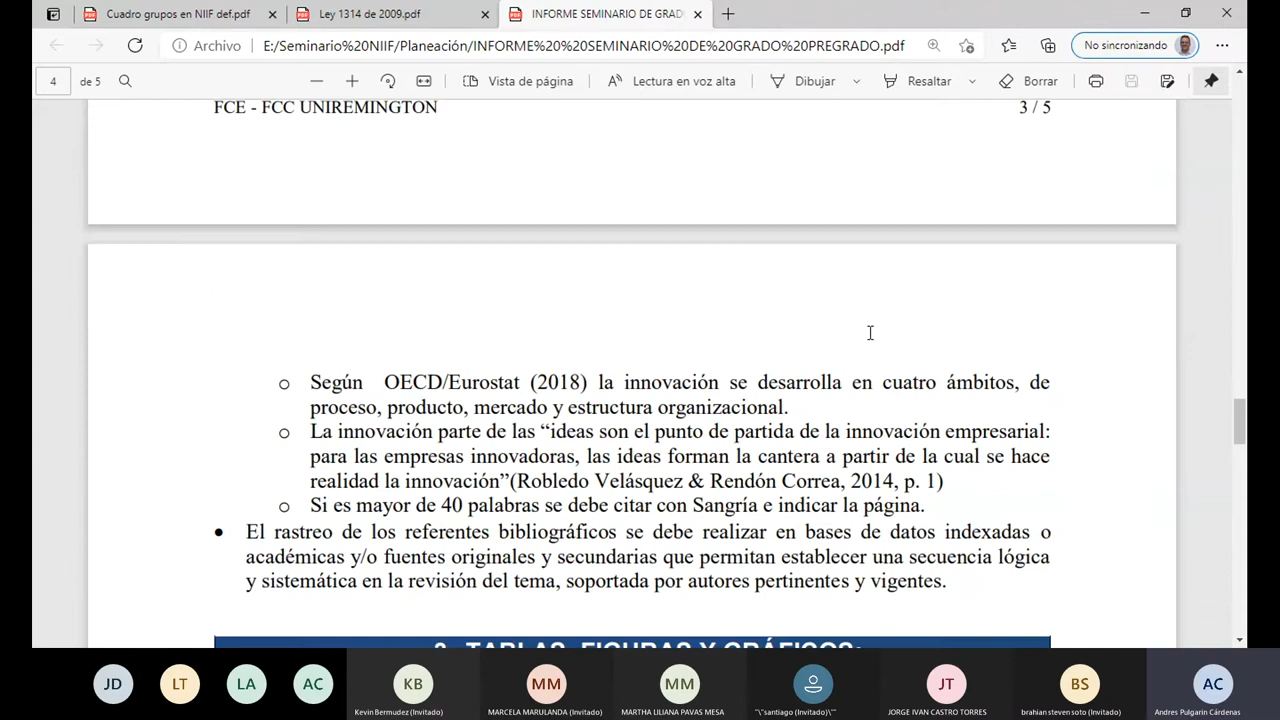 Cuadro grupos en NIIF def.pdf
Ley 1314 de 2009.pdf
INFORME SEMINARIO DE GRAD
Archivo
E:/Seminario%20NIIF/Planeación/INFORME%20%20SEMINARIO%20DE%20GRADO%20PREGRADO.pdf
No sincronizando
4 de 5
Vista de página
Lectura en voz alta
Dibujar
Resaltar
Borrar
FCE - FCC UNIREMINGTON 3 / 5
o Según OECD/Eurostat (2018) la innovación se desarrolla en cuatro ámbitos, de
proceso, producto, mercado y estructura organizacional.
o La innovación parte de las “ideas son el punto de partida de la innovación empresarial:
para las empresas innovadoras, las ideas forman la cantera a partir de la cual se hace
realidad la innovación”(Robledo Velásquez & Rendón Correa, 2014, p. 1)
o Si es mayor de 40 palabras se debe citar con Sangría e indicar la página.
• El rastreo de los referentes bibliográficos se debe realizar en bases de datos indexadas o
académicas y/o fuentes originales y secundarias que permitan establecer una secuencia lógica
y sistemática en la revisión del tema, soportada por autores pertinentes y vigentes.
TABLAS, FIGURAS Y GRÁFICOS:
JD
LT
LA
AC
KB
MM
MM
JT
BS
AC
Kevin Bermudez (Invitado)
MARCELA MARULANDA (Invitado)
MARTHA LILIANA PAVAS MESA
"\"santiago (Invitado)\""
JORGE IVAN CASTRO TORRES
brahian steven soto (Invitado)
Andres Pulgarin Cárdenas